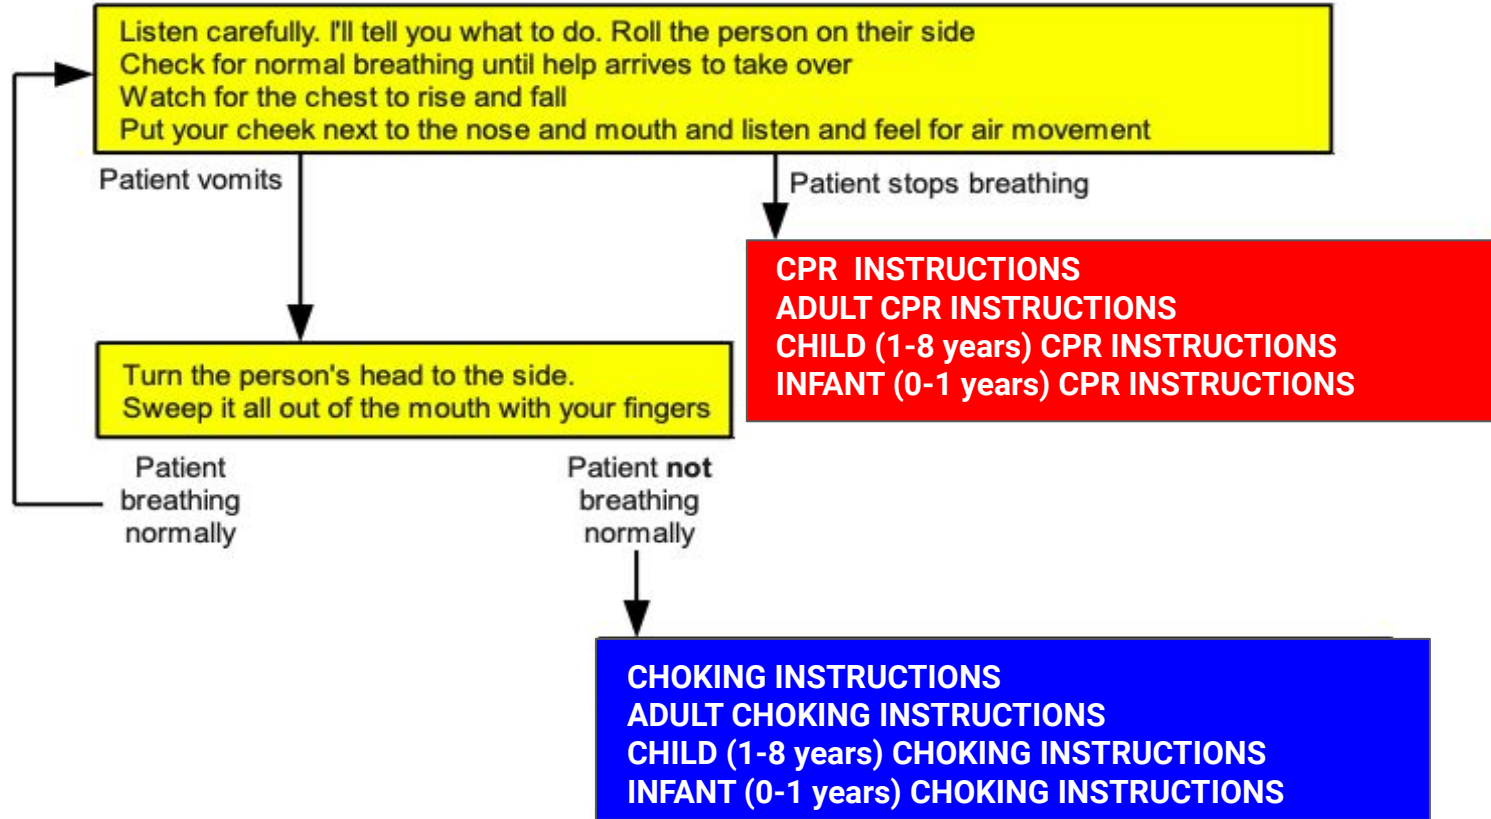 Listen carefully. I'll tell you what to do. Roll the person on their side
Check for normal breathing until help arrives to take over
Watch for the chest to rise and fall
Put your cheek next to the nose and mouth and listen and feel for air movement
Patient vomits
Patient stops breathing
CPR INSTRUCTIONS
ADULT CPR INSTRUCTIONS
CHILD (1-8 years) CPR INSTRUCTIONS
INFANT (0-1 years) CPR INSTRUCTIONS
Turn the person's head to the side.
Sweep it all out of the mouth with your fingers
Patient
breathing
normally
Patient not
breathing
normally
CHOKING INSTRUCTIONS
ADULT CHOKING INSTRUCTIONS
CHILD (1-8 years) CHOKING INSTRUCTIONS
INFANT (0-1 years) CHOKING INSTRUCTIONS